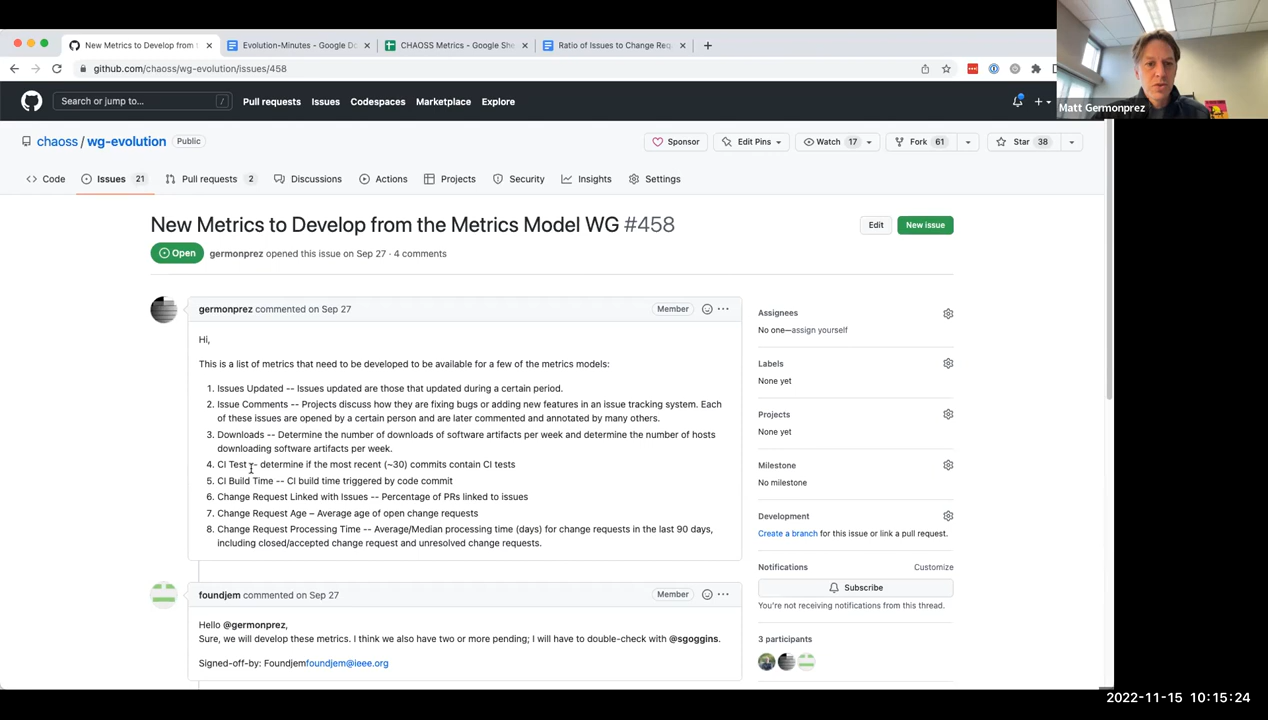 New Metrics to Develop from t
Evolution-Minutes - Google Do
CHAOSS Metrics - Google She
Ratio of Issues to Change Req
github.com/chaoss/wg-evolution/issues/458
Matt Germonprez
Search or jump to...
/
Pull requests
Issues
Codespaces
Marketplace
Explore
chaoss / wg-evolution
Public
Sponsor
Edit Pins
Watch 17
Fork 61
Star 38
Code
Issues 21
Pull requests 2
Discussions
Actions
Projects
Security
Insights
Settings
New Metrics to Develop from the Metrics Model WG #458
Edit
New issue
Open
germonprez opened this issue on Sep 27 · 4 comments
germonprez commented on Sep 27
Member
Hi,
This is a list of metrics that need to be developed to be available for a few of the metrics models:
1. Issues Updated -- Issues updated are those that updated during a certain period.
2. Issue Comments -- Projects discuss how they are fixing bugs or adding new features in an issue tracking system. Each
of these issues are opened by a certain person and are later commented and annotated by many others.
3. Downloads -- Determine the number of downloads of software artifacts per week and determine the number of hosts
downloading software artifacts per week.
4. CI Test -- determine if the most recent (~30) commits contain CI tests
5. CI Build Time -- CI build time triggered by code commit
6. Change Request Linked with Issues -- Percentage of PRs linked to issues
7. Change Request Age – Average age of open change requests
8. Change Request Processing Time -- Average/Median processing time (days) for change requests in the last 90 days,
including closed/accepted change request and unresolved change requests.
foundjem commented on Sep 27
Member
Hello @germonprez,
Sure, we will develop these metrics. I think we also have two or more pending; I will have to double-check with @sgoggins.
Signed-off-by: Foundjemfoundjem@ieee.org
Assignees
No one—assign yourself
Labels
None yet
Projects
None yet
Milestone
No milestone
Development
Create a branch for this issue or link a pull request.
Notifications
Customize
Subscribe
You're not receiving notifications from this thread.
3 participants
2022-11-15 10:15:24